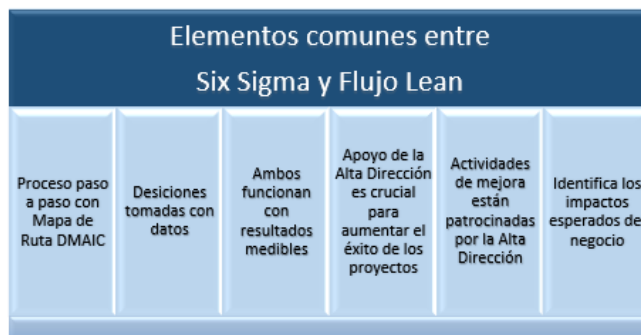 Elementos comunes entre
Six Sigma y Flujo Lean
Proceso paso
a paso con
Mapa de
Ruta DMAIC
Desiciones
tomadas con
datos
Ambos
funcionan
con
resultados
medibles
Apoyo de la
Alta Dirección
es crucial
para
aumentar el
éxito de los
proyectos
Actividades
de mejora
están
patrocinadas
por la Alta
Dirección
Identifica los
impactos
esperados de
negocio